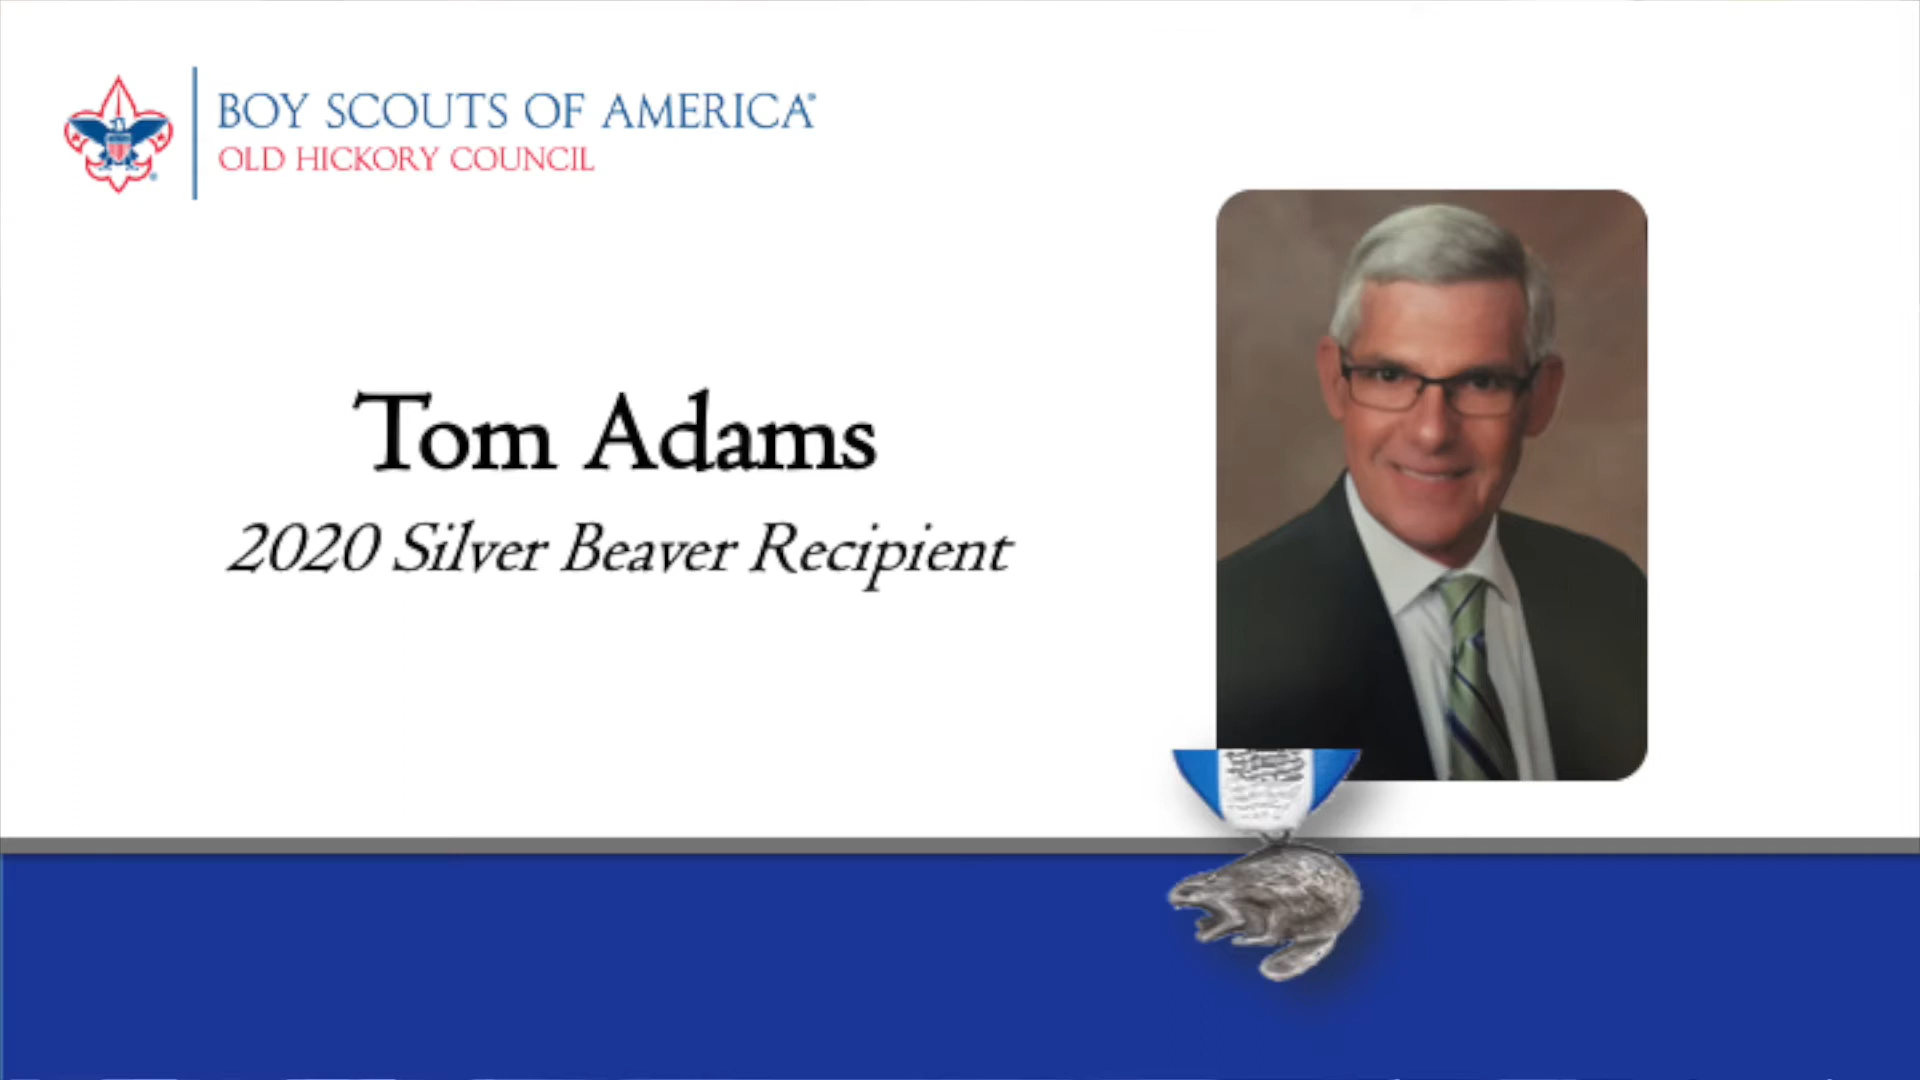 BOY SCOUTS OF AMERICA®
OLD HICKORY COUNCIL
Tom Adams
2020 Silver Beaver Recipient